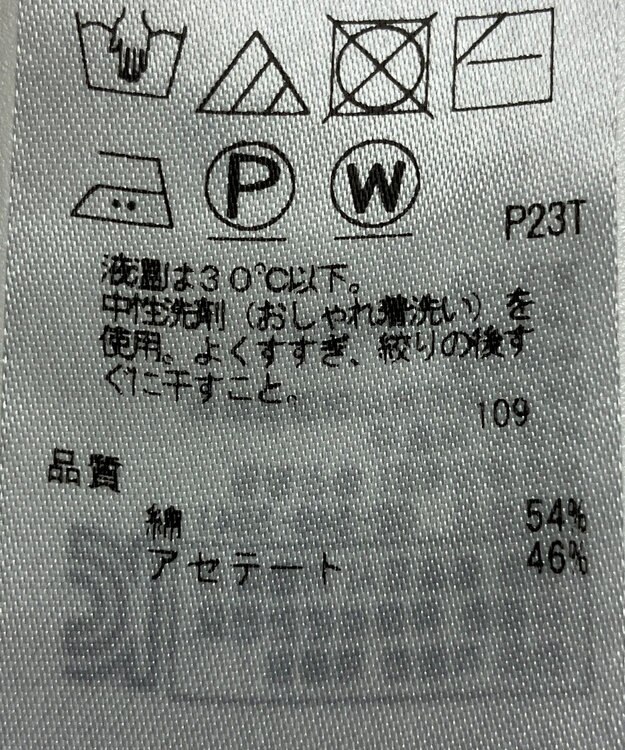 P W
P23T
液温は30℃以下。
中性洗剤（おしゃれ着洗い）を
使用。よくすすぎ、絞りの後す
ぐに干すこと。
109
品質
綿 54%
アセテート 46%